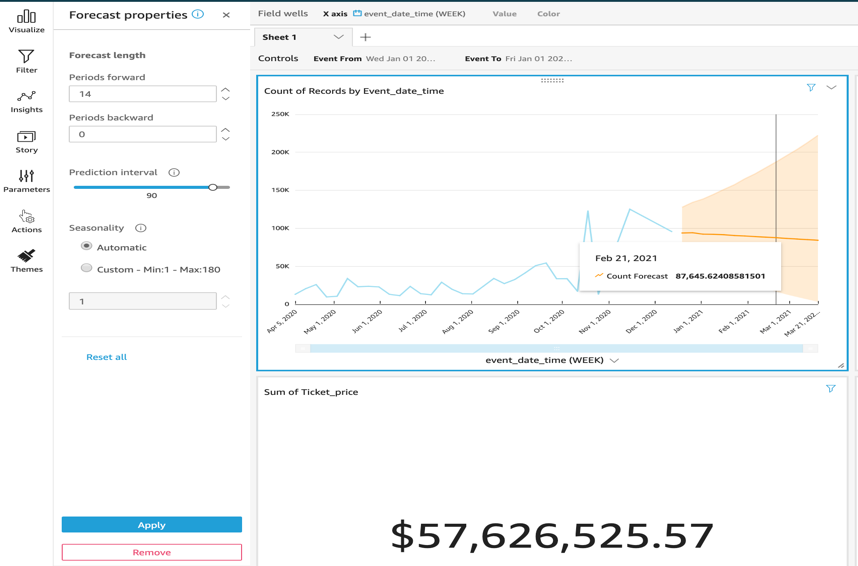 Visualize
Filter
Insights
Story
Parameters
Actions
Themes
Forecast properties
Forecast length
Periods forward
14
Periods backward
0
Prediction interval
90
Seasonality
Automatic
Custom - Min:1 - Max:180
1
Reset all
Apply
Remove
Field wells X axis event_date_time (WEEK) Value Color
Sheet 1
Controls Event From Wed Jan 01 20... Event To Fri Jan 01 202...
Count of Records by Event_date_time
250K
200K
150K
100K
50K
0
Feb 21, 2021
Count Forecast 87,645.62408581501
Apr 5, 2020 May 1, 2020 Jun 1, 2020 Jul 1, 2020 Aug 1, 2020 Sep 1, 2020 Oct 1, 2020 Nov 1, 2020 Dec 1, 2020 Jan 1, 2021 Feb 1, 2021 Mar 1, 2021 Mar 21, 202...
event_date_time (WEEK)
Sum of Ticket_price
$57,626,525.57